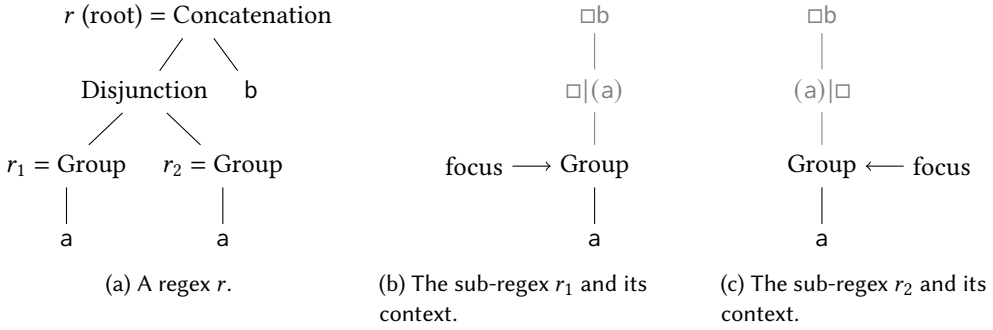 r (root) = Concatenation
□b
□b
Disjunction b
□|(a)
(a)|□
r₁ = Group r₂ = Group
focus → Group
Group ← focus
a a
a
a
(a) A regex r.
(b) The sub-regex r₁ and its
context.
(c) The sub-regex r₂ and its
context.